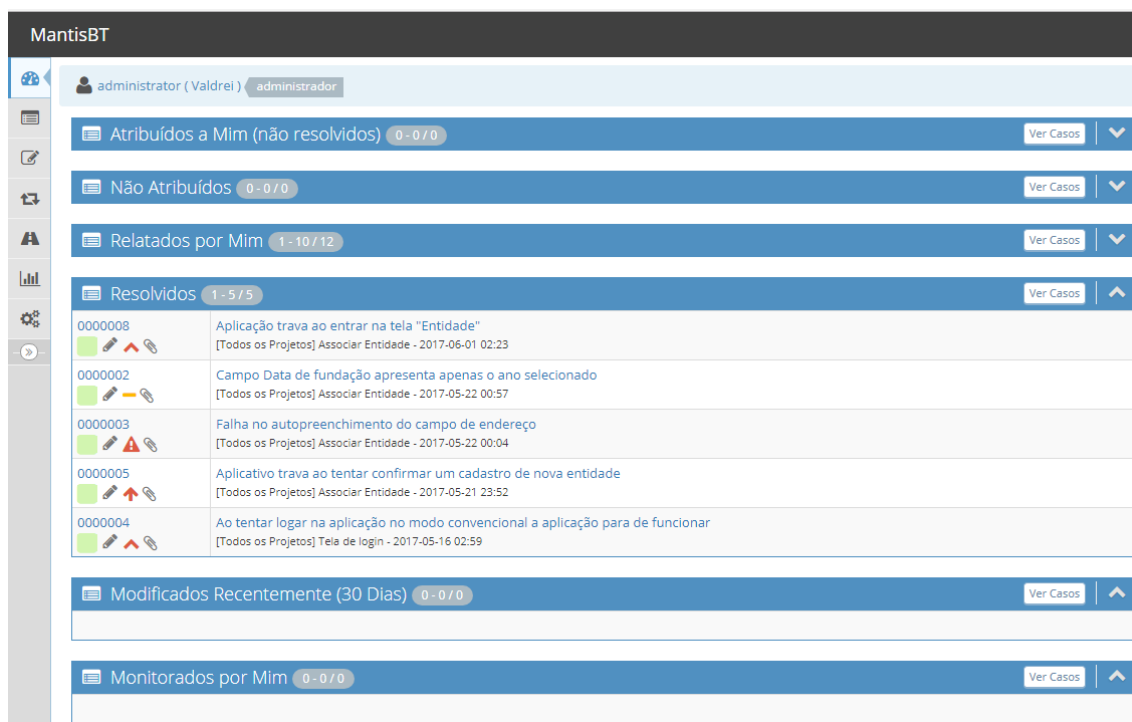 MantisBT
administrator ( Valdrei ) administrador
Atribuídos a Mim (não resolvidos) 0 - 0 / 0 Ver Casos
Não Atribuídos 0 - 0 / 0 Ver Casos
Relatados por Mim 1 - 10 / 12 Ver Casos
Resolvidos 1 - 5 / 5 Ver Casos
0000008 Aplicação trava ao entrar na tela "Entidade"
[Todos os Projetos] Associar Entidade - 2017-06-01 02:23
0000002 Campo Data de fundação apresenta apenas o ano selecionado
[Todos os Projetos] Associar Entidade - 2017-05-22 00:57
0000003 Falha no autopreenchimento do campo de endereço
[Todos os Projetos] Associar Entidade - 2017-05-22 00:04
0000005 Aplicativo trava ao tentar confirmar um cadastro de nova entidade
[Todos os Projetos] Associar Entidade - 2017-05-21 23:52
0000004 Ao tentar logar na aplicação no modo convencional a aplicação para de funcionar
[Todos os Projetos] Tela de login - 2017-05-16 02:59
Modificados Recentemente (30 Dias) 0 - 0 / 0 Ver Casos
Monitorados por Mim 0 - 0 / 0 Ver Casos